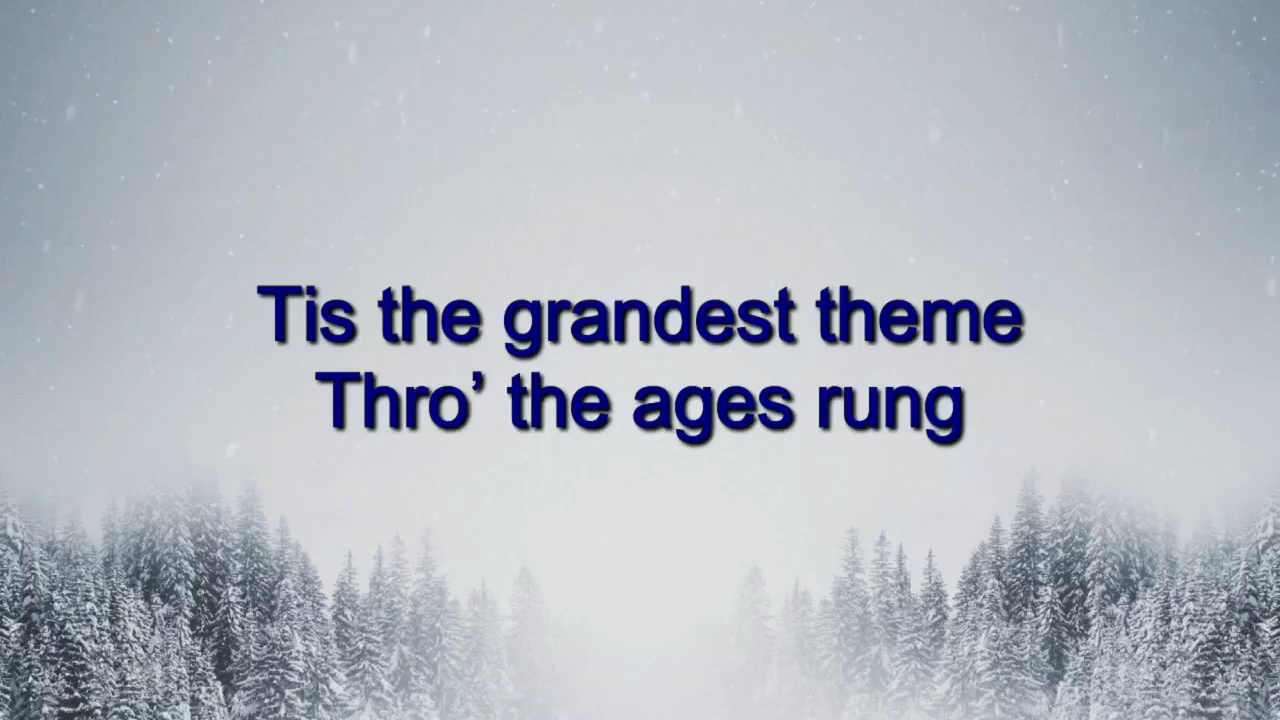 Tis the grandest theme
Thro’ the ages rung